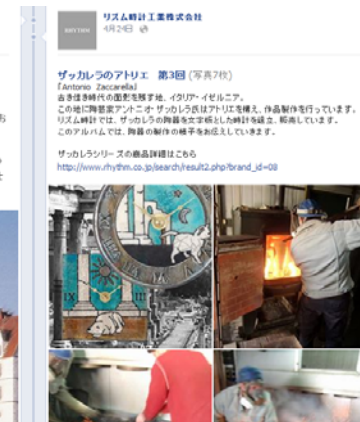 リズム時計工業株式会社
RHYTHM
4月24日
ザッカレラのアトリエ 第3回 (写真7枚)
『Antonio Zaccarella』
古き佳き時代の面影を残す地、イタリア・イゼルニア。
この地に陶芸家アントニオ・ザッカレラ氏はアトリエを構え、作品製作を行っています。
リズム時計では、ザッカレラの陶器を文字板とした時計を組立、販売しています。
このアルバムでは、陶器の製作の様子をお伝えしていきます。
ザッカレラシリーズの商品詳細はこちら
http://www.rhythm.co.jp/search/result2.php?brand_id=08